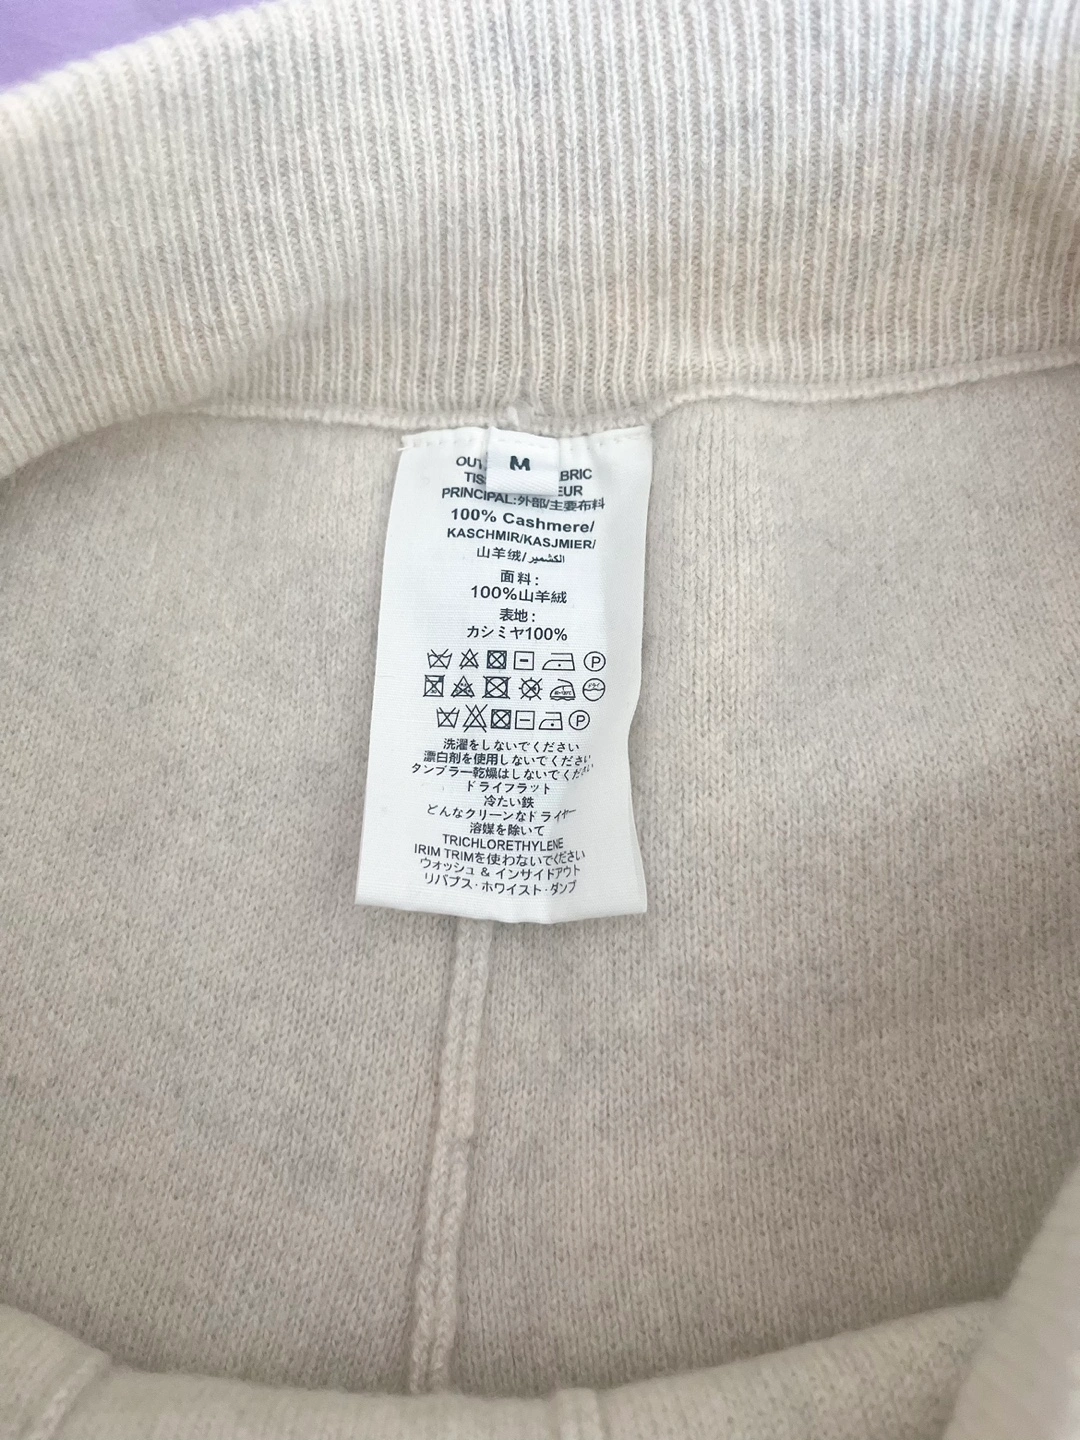 M
PRINCIPAL:外部/主要布料
100% Cashmere/
KASCHMIR/KASJMIER/
山羊绒/الكشمير
面料:
100%山羊絨
表地:
カシミヤ100%
洗濯をしないでください
漂白剤を使用しないでください
タンブラー乾燥はしないでください
ドライフラット
冷たい鉄
どんなクリーンなドライヤー
溶媒を除いて
TRICHLORETHYLENE
IRIM TRIMを使わないでください
ウォッシュ & インサイドアウト
リバプス・ホワイスト・ダンプ